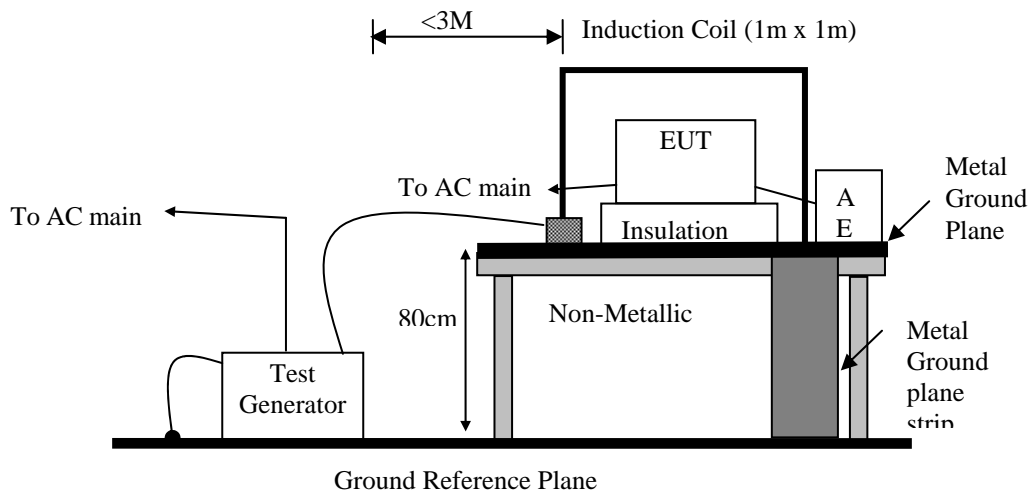 <3M
Induction Coil (1m x 1m)
EUT
Metal
Ground
Plane
To AC main
A
E
To AC main
Insulation
80cm
Non-Metallic
Metal
Ground
plane
strip
Test
Generator
Ground Reference Plane